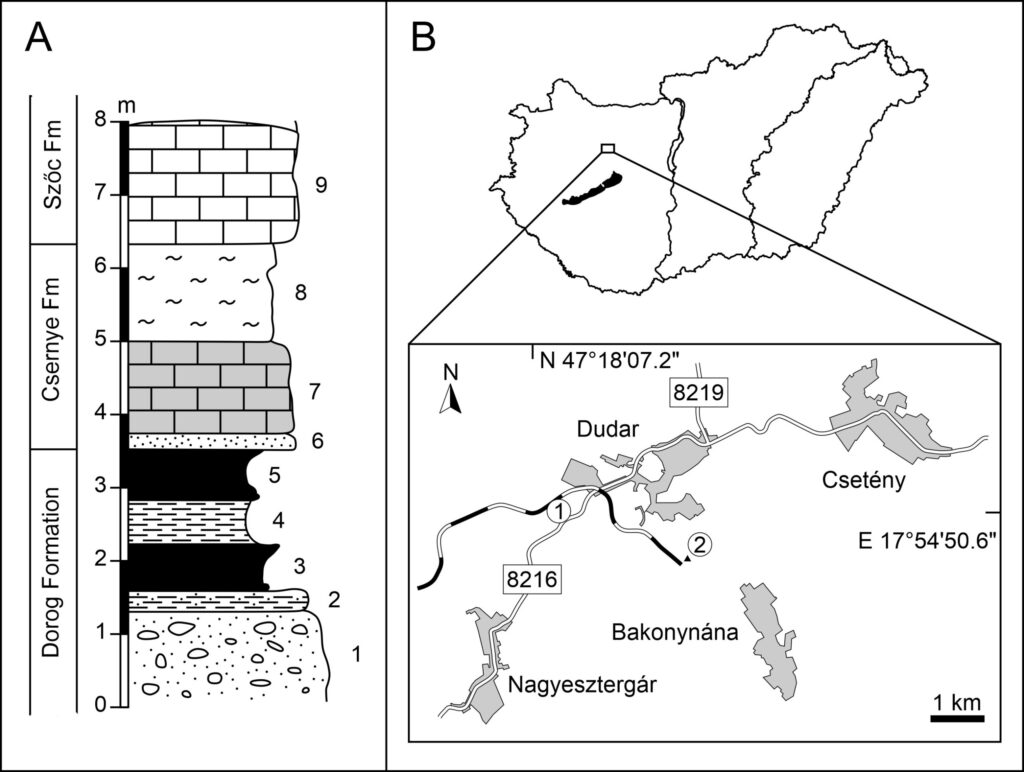 A
m
8
7
6
5
4
3
2
1
0
Szőc Fm
Csernye Fm
Dorog Formation
9
8
7
6
5
4
3
2
1
B
N 47°18'07.2"
N
8219
Dudar
Csetény
1
2
E 17°54'50.6"
8216
Bakonynána
Nagyesztergár
1 km